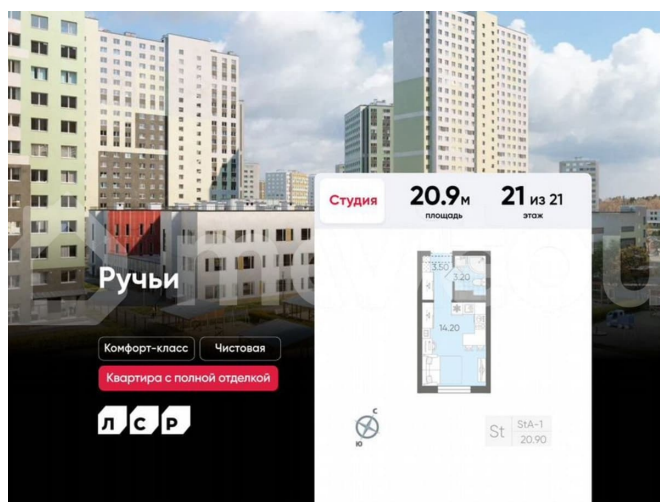 Студия
20.9 м
площадь
21 из 21
этаж
Ручьи
3.50
3.20
14.20
Комфорт-класс
Чистовая
Квартира с полной отделкой
ЛСР
С
Ю
St
StA-1
20.90